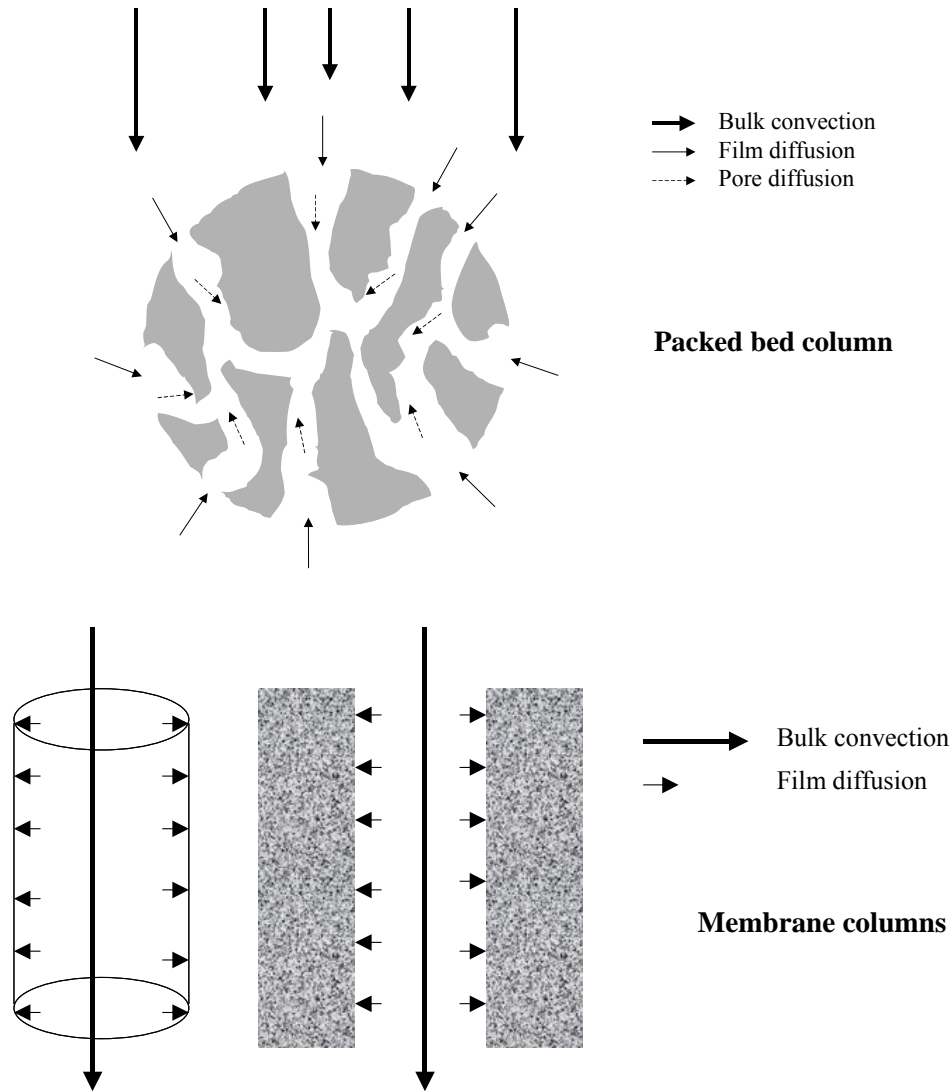 Bulk convection
Film diffusion
Pore diffusion
Packed bed column
Bulk convection
Film diffusion
Membrane columns